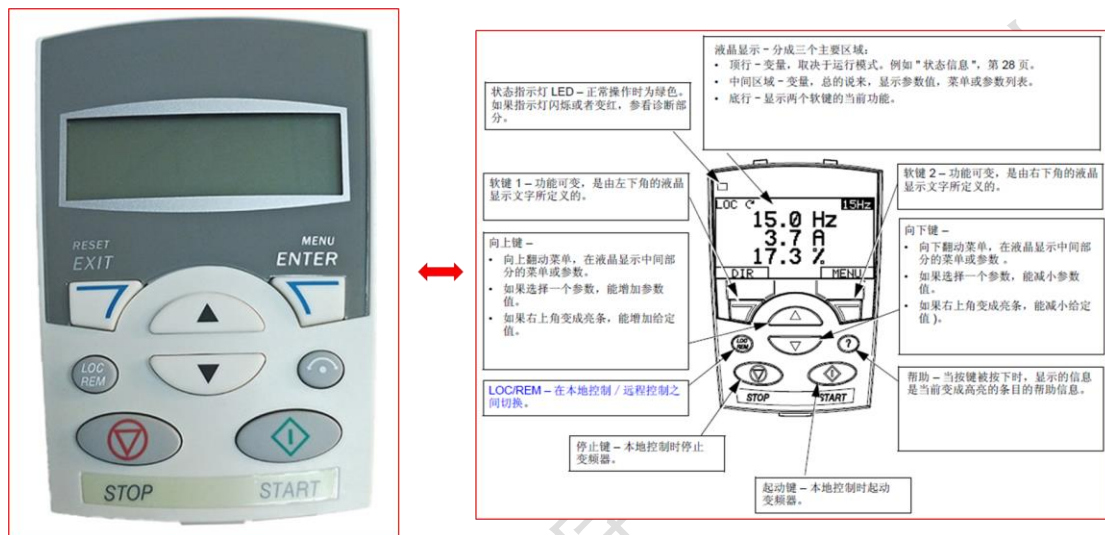 RESET
EXIT
MENU
ENTER
LOC
REM
STOP
START
液晶显示 – 分成三个主要区域：
• 顶行 – 变量，取决于运行模式。例如 " 状态信息 "，第 28 页。
• 中间区域 – 变量，总的说来，显示参数值，菜单或参数列表。
• 底行 – 显示两个软键的当前功能。
状态指示灯 LED – 正常操作时为绿色。
如果指示灯闪烁或者变红，参看诊断部
分。
软键 1 – 功能可变，是由左下角的液晶
显示文字所定义的。
软键 2 – 功能可变，是由右下角的液晶
显示文字所定义的。
LOC
15Hz
15.0 Hz
3.7 A
17.3 %
DIR
MENU
向上键 –
• 向上翻动菜单，在液晶显示中间部
分的菜单或参数。
• 如果选择一个参数，能增加参数
值。
• 如果右上角变成亮条，能增加给定
值。
向下键 –
• 向下翻动菜单，在液晶显示中间部
分的菜单或参数 。
• 如果选择一个参数，能减小参数
值。
• 如果右上角变成亮条，能减小给定
值 )。
LOC
REM
?
STOP
START
LOC/REM – 在本地控制 / 远程控制之
间切换。
帮助 – 当按键被按下时，显示的信息
是当前变成高亮的条目的帮助信息。
停止键 – 本地控制时停止
变频器。
起动键 – 本地控制时起动
变频器。